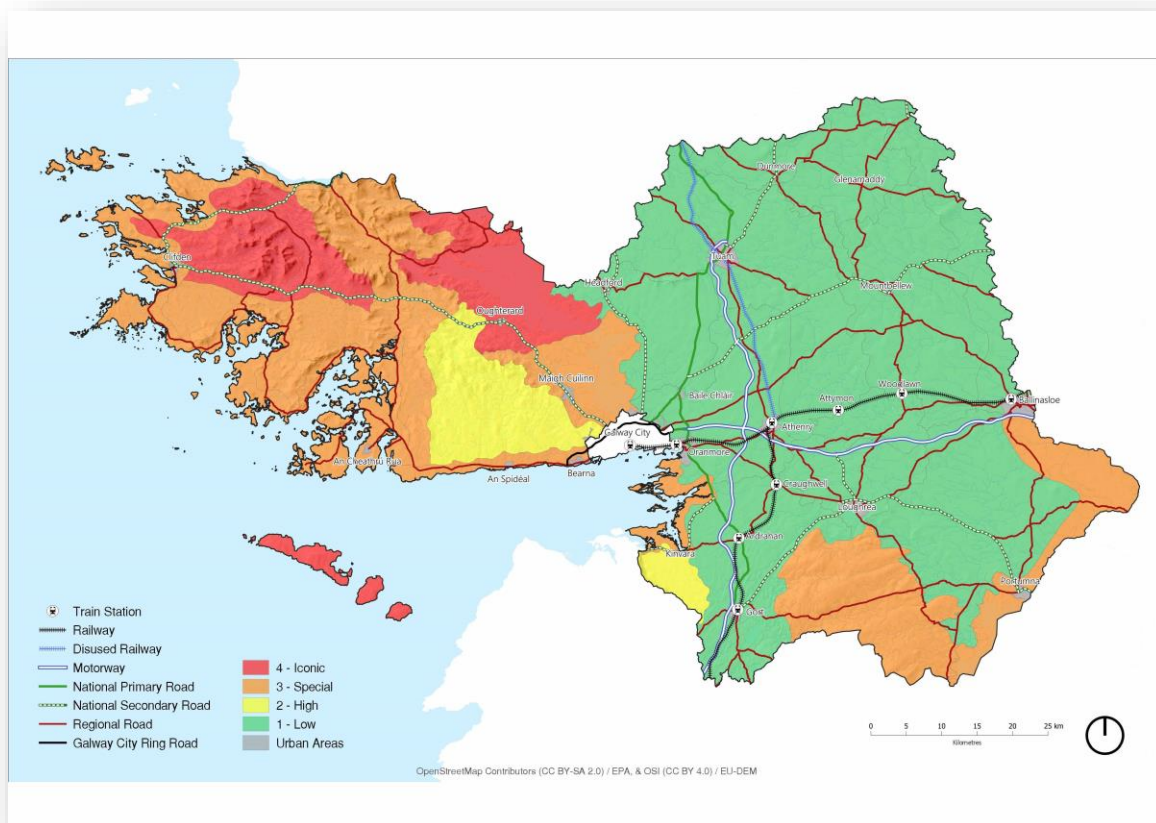 Dunmore
Glenamaddy
Tuam
Clifden
Headford
Mountbellew
Oughterard
Maigh Cuilinn
Baile Chláir
Attymon
Woodlawn
Ballinasloe
Galway City
Athenry
Oranmore
An Cheathrú Rua
An Spidéal
Bearna
Craughwell
Loughrea
Ardrahan
Kinvara
Portumna
Gort
Train Station
Railway
Disused Railway
Motorway
National Primary Road
National Secondary Road
Regional Road
Galway City Ring Road
4 - Iconic
3 - Special
2 - High
1 - Low
Urban Areas
0 5 10 15 20 25 km
Kilometres
OpenStreetMap Contributors (CC BY-SA 2.0) / EPA, & OSI (CC BY 4.0) / EU-DEM